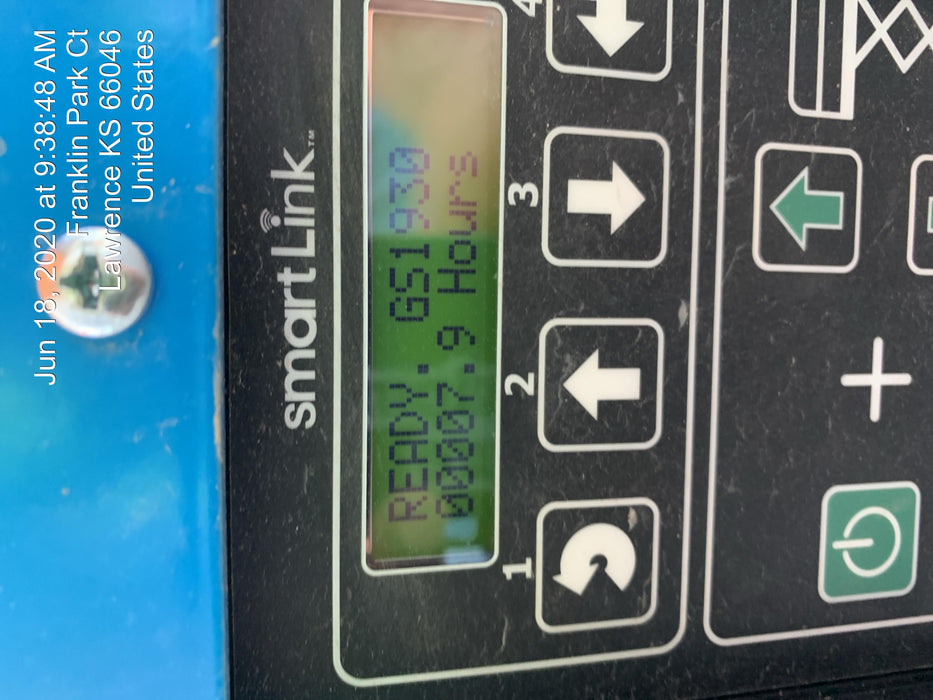 Jun 18, 2020 at 9:38:48 AM
Franklin Park Ct
Lawrence KS 66046
United States
smartLink™
READY: GS1930
00007.9 Hours
1 2 3 4